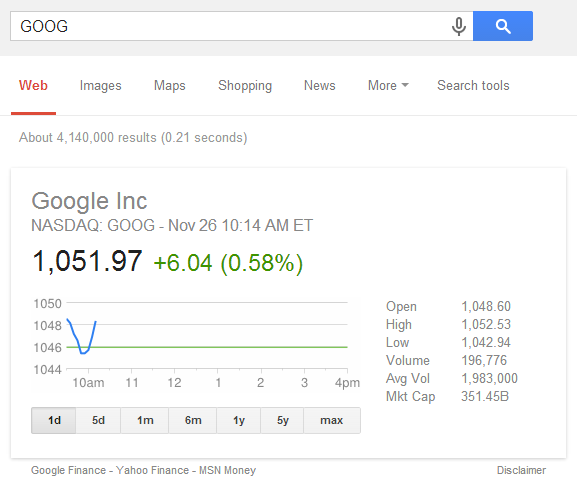 GOOG
Web Images Maps Shopping News More Search tools
About 4,140,000 results (0.21 seconds)
Google Inc
NASDAQ: GOOG - Nov 26 10:14 AM ET
1,051.97 +6.04 (0.58%)
1050
1048
1046
1044
10am 11 12 1 2 3 4pm
Open 1,048.60
High 1,052.53
Low 1,042.94
Volume 196,776
Avg Vol 1,983,000
Mkt Cap 351.45B
1d 5d 1m 6m 1y 5y max
Google Finance - Yahoo Finance - MSN Money Disclaimer